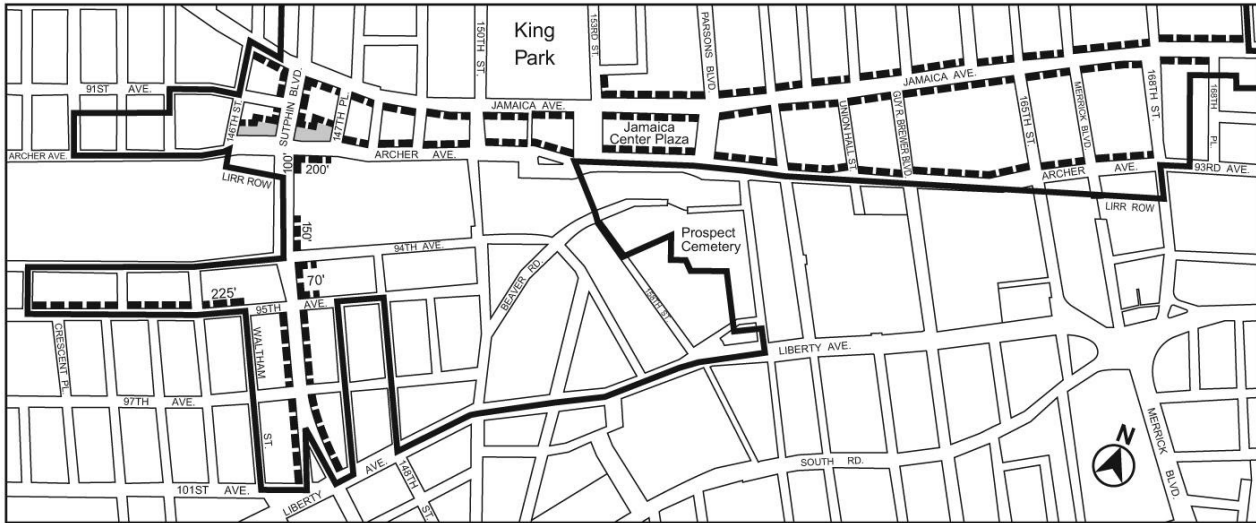 King
Park
150TH ST.
153RD ST.
PARSONS BLVD.
91ST AVE.
146TH ST.
SUTPHIN BLVD.
147TH PL.
JAMAICA AVE.
JAMAICA AVE.
UNION HALL ST.
GUY R. BREWER BLVD.
165TH ST.
MERRICK BLVD.
168TH ST.
168TH PL.
Jamaica
Center Plaza
ARCHER AVE.
100'
200'
ARCHER AVE.
ARCHER AVE.
93RD AVE.
LIRR ROW
LIRR ROW
150'
94TH AVE.
BEAVER RD.
Prospect
Cemetery
70'
225'
95TH AVE.
CRESCENT PL.
WALTHAM ST.
LIBERTY AVE.
97TH AVE.
101ST AVE.
LIBERTY AVE.
148TH ST.
SOUTH RD.
MERRICK BLVD.
N